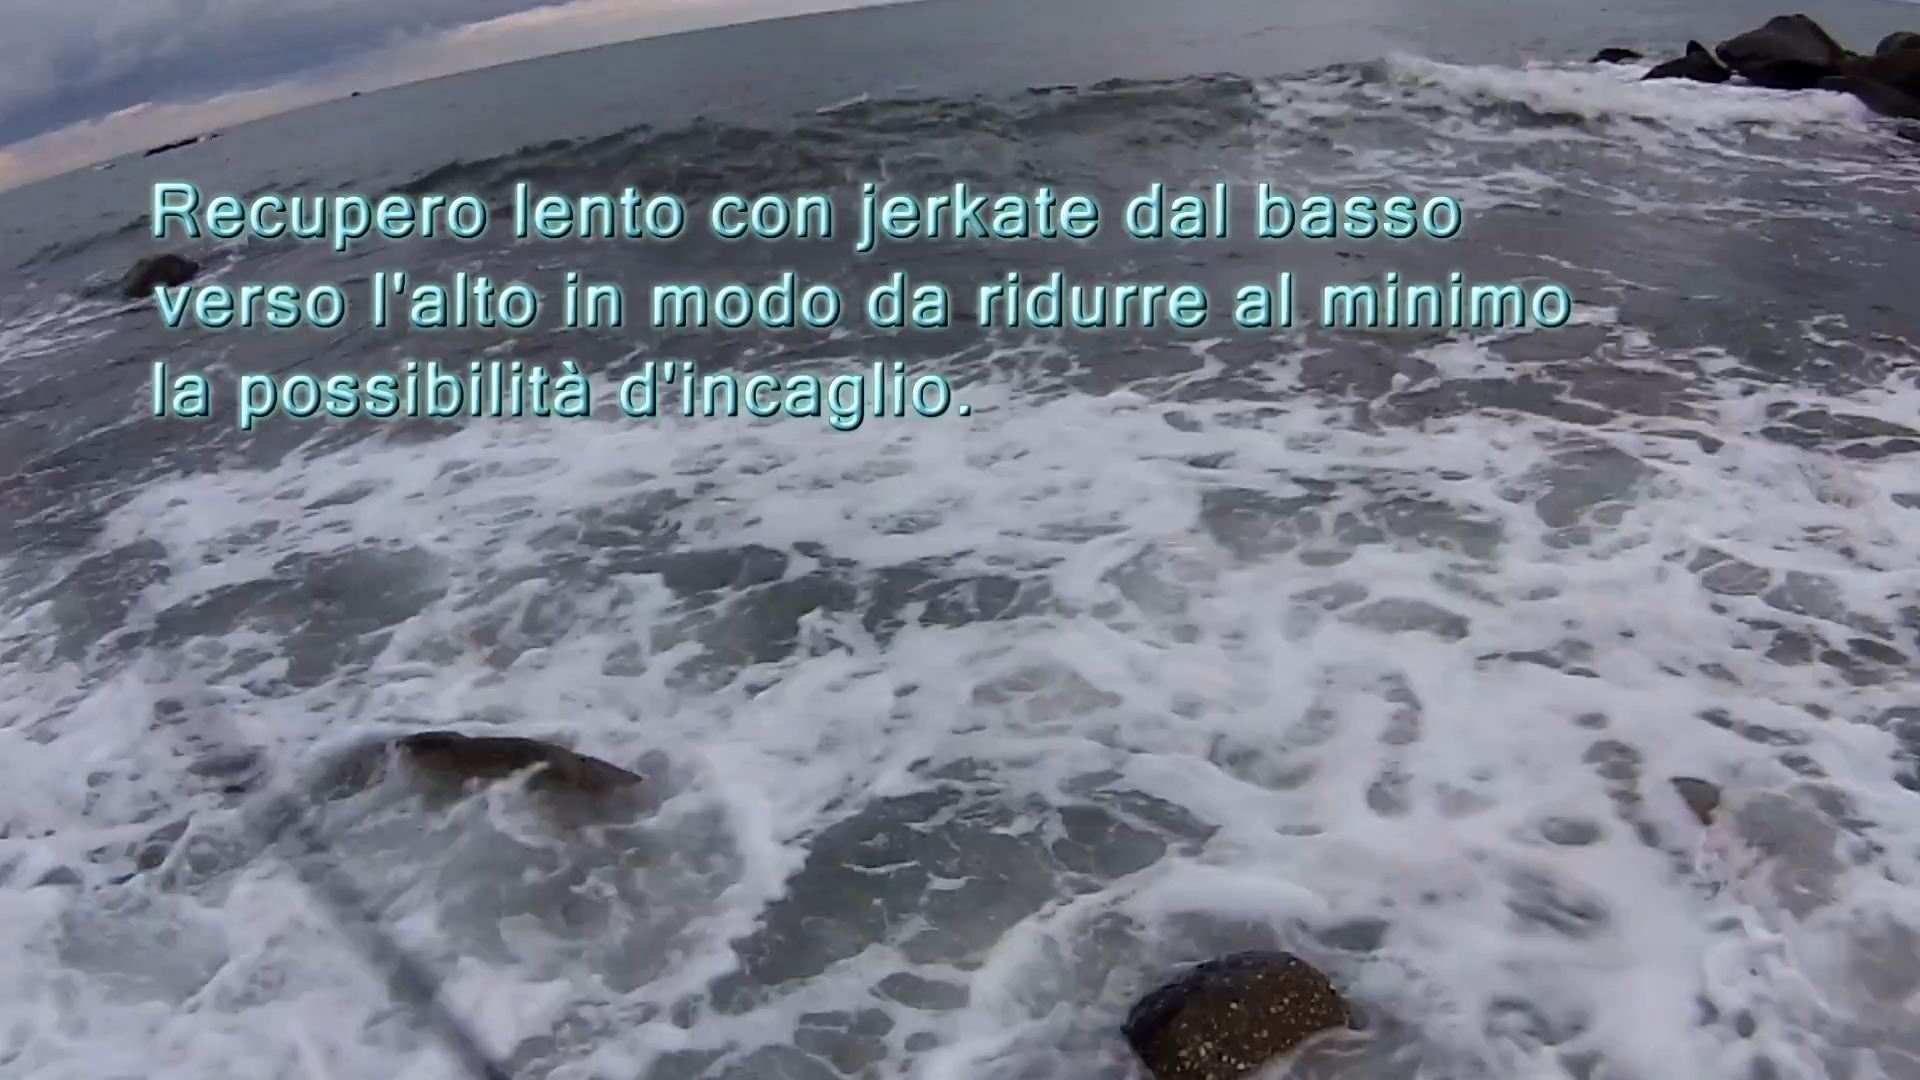 Recupero lento con jerkate dal basso
verso l'alto in modo da ridurre al minimo
la possibilità d'incaglio.